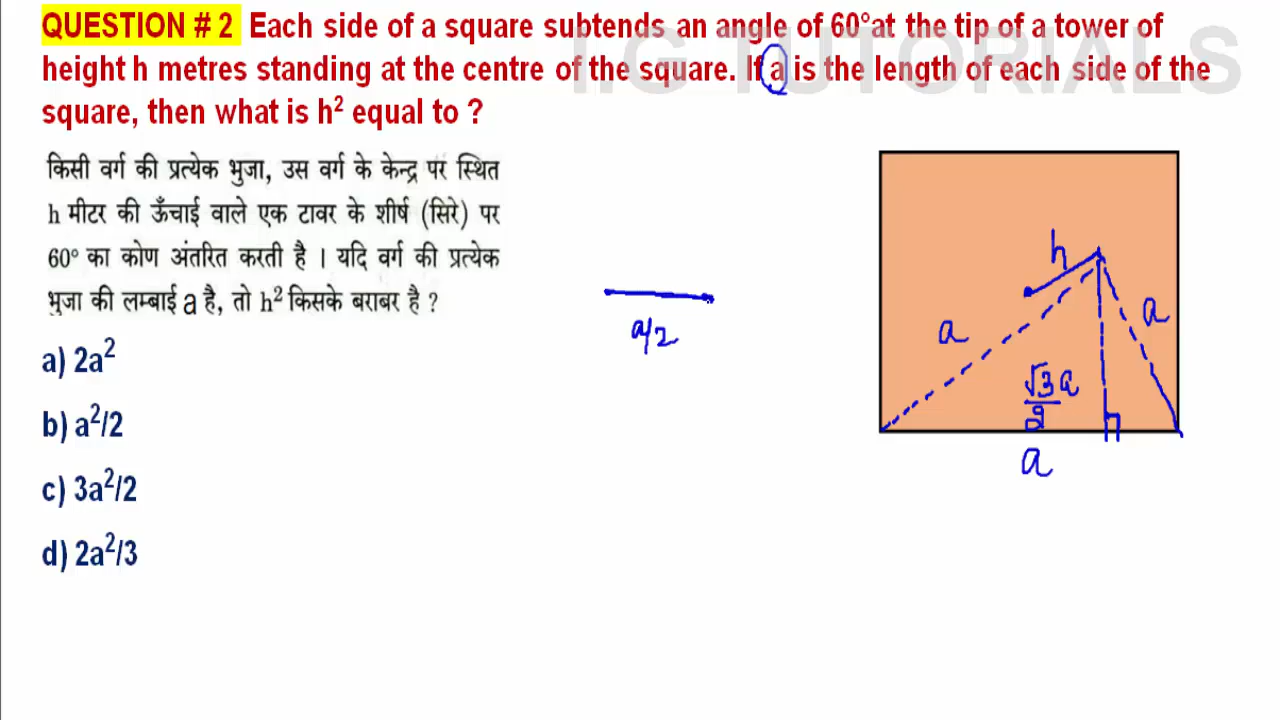 QUESTION # 2 Each side of a square subtends an angle of 60°at the tip of a tower of
height h metres standing at the centre of the square. If a is the length of each side of the
square, then what is h² equal to ?
I.G TUTORIALS
किसी वर्ग की प्रत्येक भुजा, उस वर्ग के केन्द्र पर स्थित
h मीटर की ऊँचाई वाले एक टावर के शीर्ष (सिरे) पर
60° का कोण अंतरित करती है । यदि वर्ग की प्रत्येक
भुजा की लम्बाई a है, तो h² किसके बराबर है ?
a) 2a²
b) a²/2
c) 3a²/2
d) 2a²/3
a/2
h
a
a
√3a/2
a